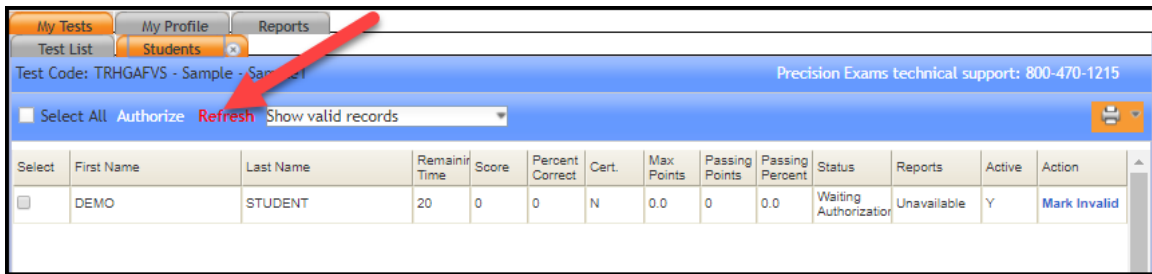 My Tests My Profile Reports
Test List Students
Test Code: TRHGAFVS - Sample - Sample1 Precision Exams technical support: 800-470-1215
Select All Authorize Refresh Show valid records
Select First Name Last Name Remainin Time Score Percent Correct Cert. Max Points Passing Points Passing Percent Status Reports Active Action
DEMO STUDENT 20 0 0 N 0.0 0 0.0 Waiting Authorization Unavailable Y Mark Invalid